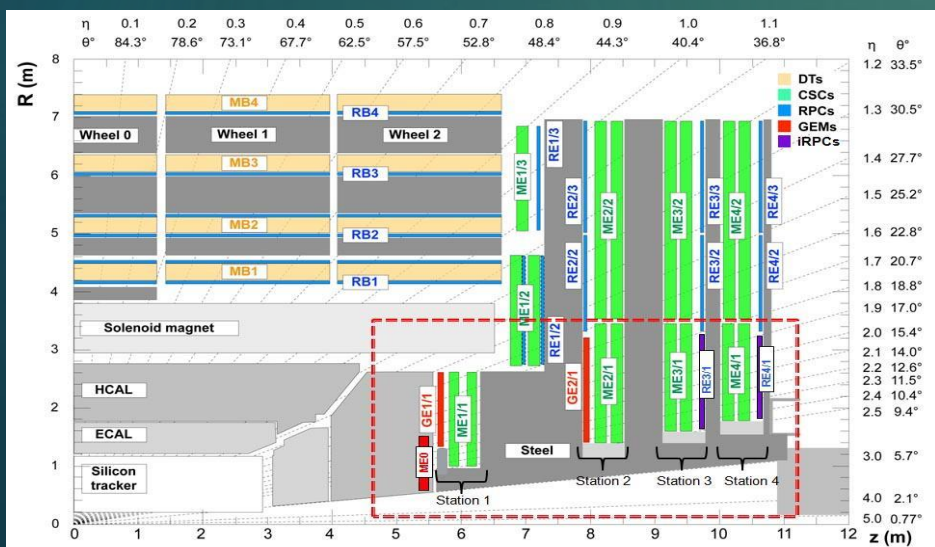 η 0.1 0.2 0.3 0.4 0.5 0.6 0.7 0.8 0.9 1.0 1.1
θ° 84.3° 78.6° 73.1° 67.7° 62.5° 57.5° 52.8° 48.4° 44.3° 40.4° 36.8° η θ°
R (m)
8
7
6
5
4
3
2
1
0
1.2 33.5°
1.3 30.5°
1.4 27.7°
1.5 25.2°
1.6 22.8°
1.7 20.7°
1.8 18.8°
1.9 17.0°
2.0 15.4°
2.1 14.0°
2.2 12.6°
2.3 11.5°
2.4 10.4°
2.5 9.4°
3.0 5.7°
4.0 2.1°
5.0 0.77°
DTs
CSCs
RPCs
GEMs
iRPCs
MB4
RB4
Wheel 0 Wheel 1 Wheel 2
MB3
RB3
MB2
RB2
MB1
RB1
Solenoid magnet
HCAL
ECAL
Silicon
tracker
Steel
ME1/3
RE1/3
ME1/2
RE1/2
RE2/3
RE2/2
ME2/2
ME3/2
RE3/3
RE3/2
ME4/2
RE4/3
RE4/2
ME0
GE1/1
ME1/1
GE2/1
ME2/1
ME3/1
RE3/1
ME4/1
RE4/1
Station 1
Station 2
Station 3
Station 4
0 1 2 3 4 5 6 7 8 9 10 11 12
z (m)